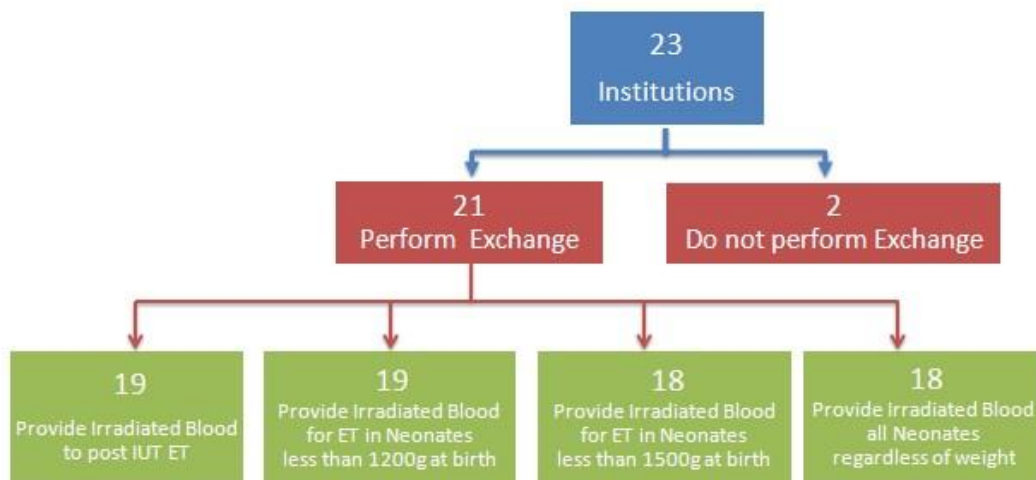 23
Institutions
21
Perform Exchange
2
Do not perform Exchange
19
Provide Irradiated Blood
to post IUT ET
19
Provide Irradiated Blood
for ET in Neonates
less than 1200g at birth
18
Provide Irradiated Blood
for ET in Neonates
less than 1500g at birth
18
Provide Irradiated Blood
all Neonates
regardless of weight